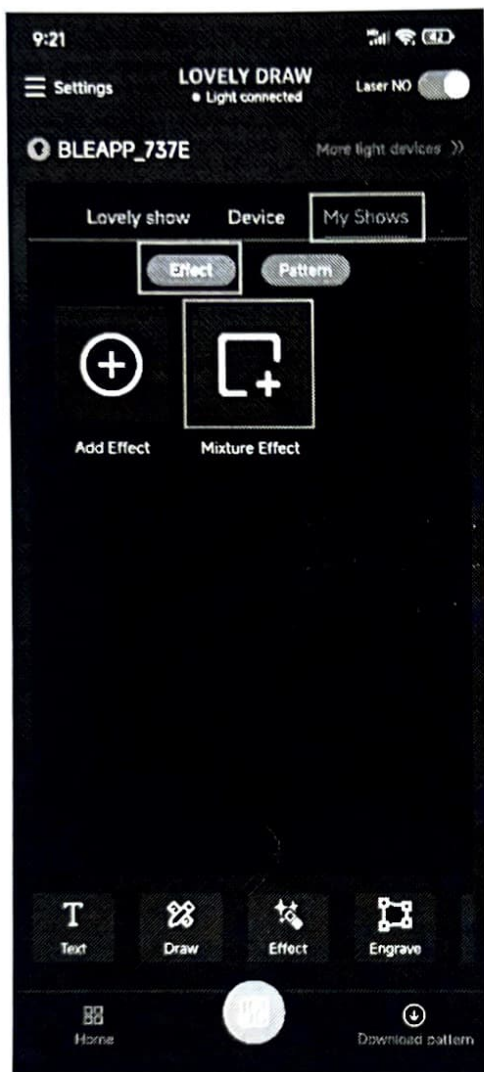 9:21
42
Settings
LOVELY DRAW
Light connected
Laser NO
BLEAPP_737E
More light devices
Lovely show Device My Shows
Effect Pattern
Add Effect Mixture Effect
Text Draw Effect Engrave
Home Download pattern